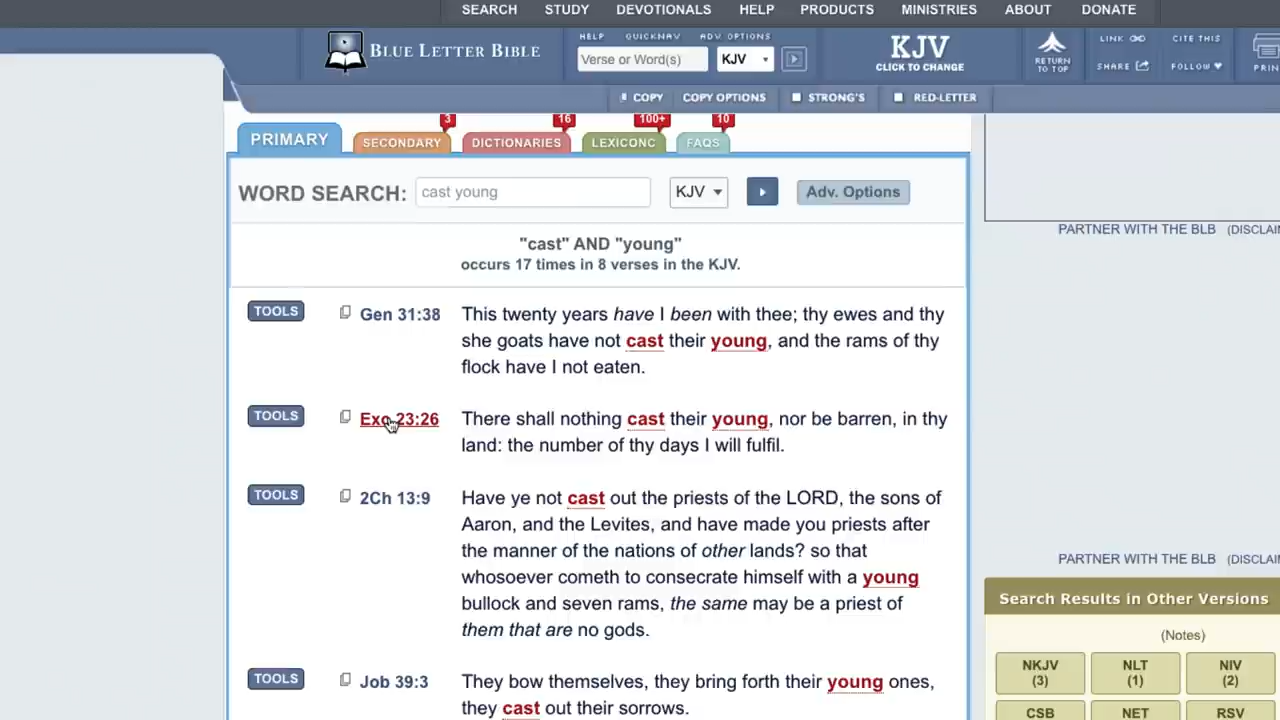 SEARCH STUDY DEVOTIONALS HELP PRODUCTS MINISTRIES ABOUT DONATE
BLUE LETTER BIBLE
HELP QUICKNAV ADV. OPTIONS
Verse or Word(s) KJV
KJV
CLICK TO CHANGE
RETURN
TO TOP
LINK CITE THIS
SHARE FOLLOW
COPY COPY OPTIONS STRONG'S RED-LETTER
3 16 100+ 10
PRIMARY SECONDARY DICTIONARIES LEXICONC FAQS
WORD SEARCH: cast young KJV Adv. Options
"cast" AND "young"
occurs 17 times in 8 verses in the KJV.
TOOLS Gen 31:38 This twenty years have I been with thee; thy ewes and thy
she goats have not cast their young, and the rams of thy
flock have I not eaten.
TOOLS Exo 23:26 There shall nothing cast their young, nor be barren, in thy
land: the number of thy days I will fulfil.
TOOLS 2Ch 13:9 Have ye not cast out the priests of the LORD, the sons of
Aaron, and the Levites, and have made you priests after
the manner of the nations of other lands? so that
whosoever cometh to consecrate himself with a young
bullock and seven rams, the same may be a priest of
them that are no gods.
TOOLS Job 39:3 They bow themselves, they bring forth their young ones,
they cast out their sorrows.
PARTNER WITH THE BLB (DISCLAI
PARTNER WITH THE BLB (DISCLAI
Search Results in Other Versions
(Notes)
NKJV
(3)
NLT
(1)
NIV
(2)
CSB NET RSV